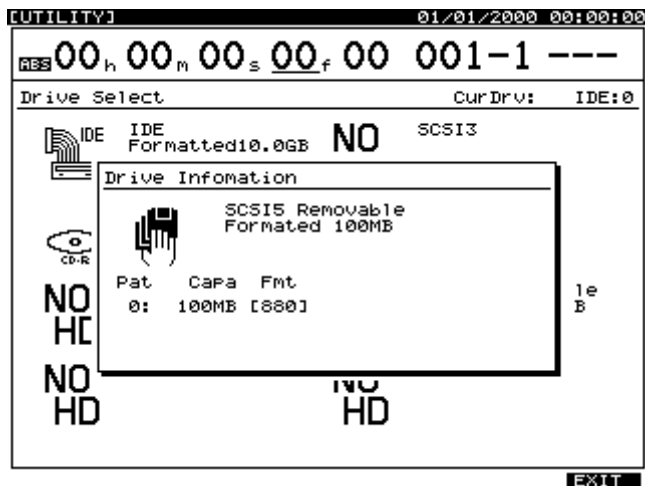 [UTILITY] 01/01/2000 00:00:00
ABS 00h 00m 00s 00f 00 001-1 ---
Drive Select CurDrv: IDE:0
IDE IDE NO SCSI3
Formatted10.0GB
Drive Infomation
SCSI5 Removable
Formated 100MB
CD-R
Pat Capa Fmt
0: 100MB [880]
NO le
HD B
NO NO
HD HD
EXIT